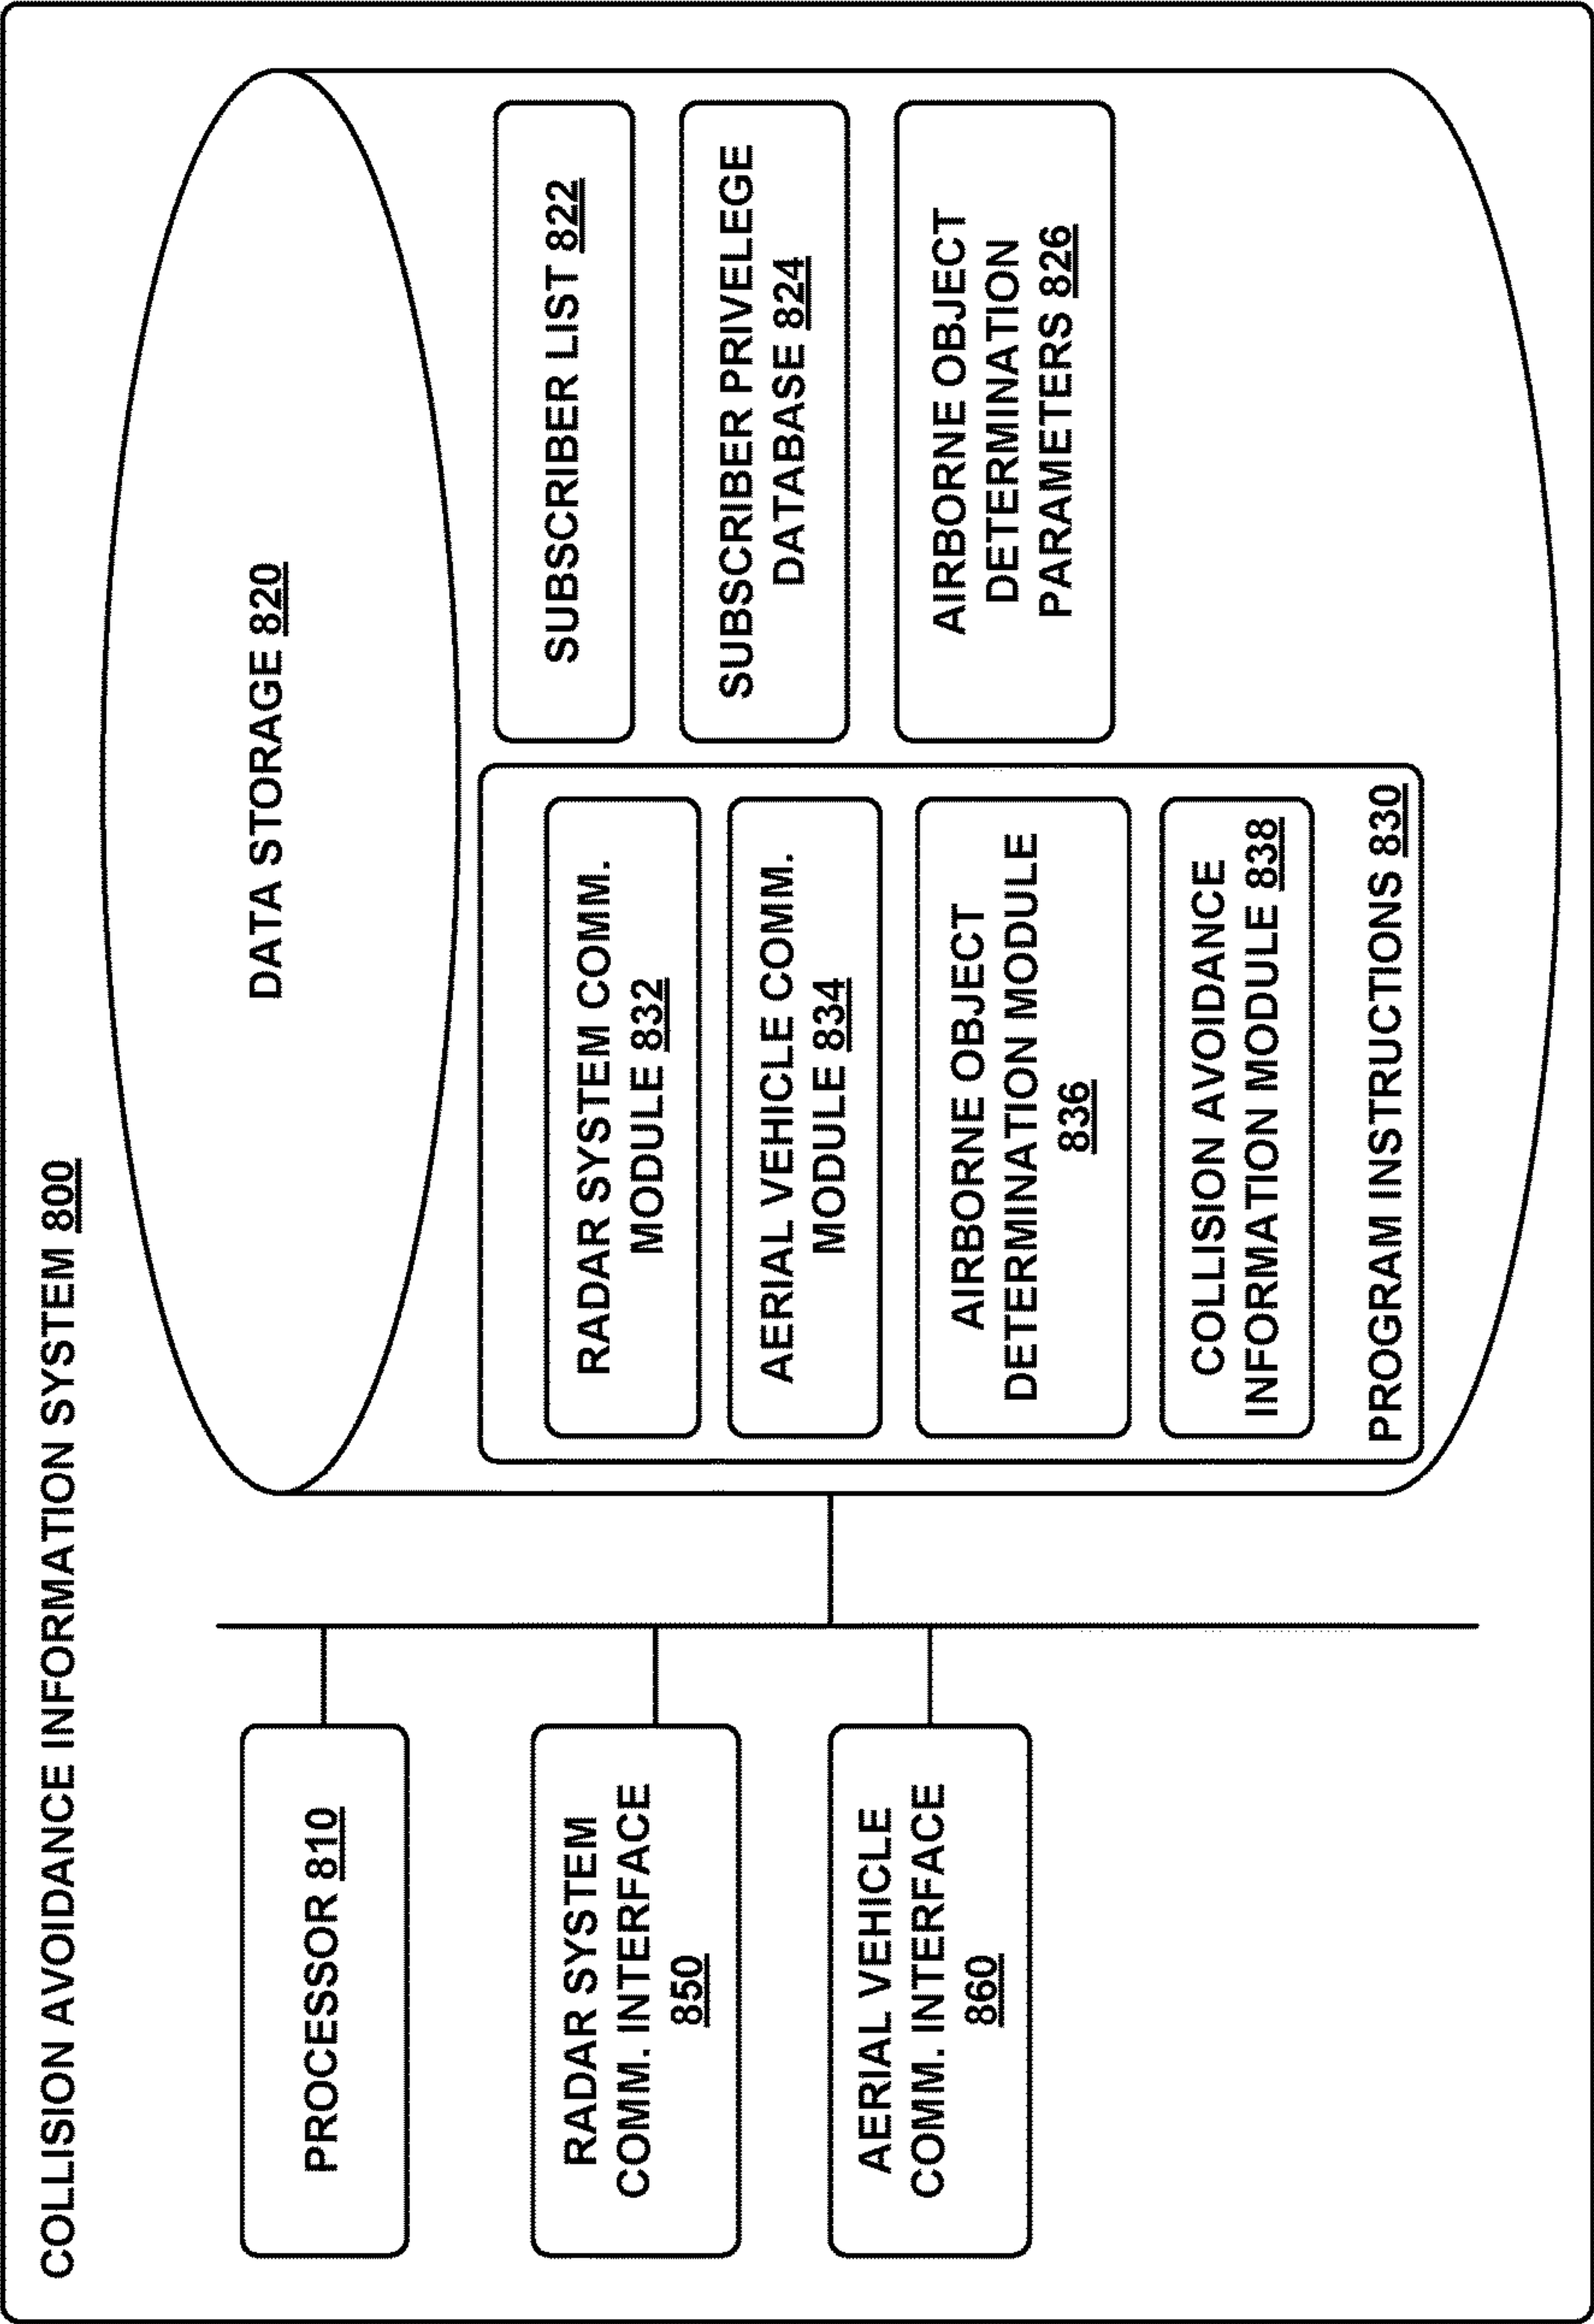 COLLISION AVOIDANCE INFORMATION SYSTEM 800
PROCESSOR 810
RADAR SYSTEM
COMM. INTERFACE
850
AERIAL VEHICLE
COMM. INTERFACE
860
DATA STORAGE 820
RADAR SYSTEM COMM.
MODULE 832
AERIAL VEHICLE COMM.
MODULE 834
AIRBORNE OBJECT
DETERMINATION MODULE
836
COLLISION AVOIDANCE
INFORMATION MODULE 838
PROGRAM INSTRUCTIONS 830
SUBSCRIBER LIST 822
SUBSCRIBER PRIVELEGE
DATABASE 824
AIRBORNE OBJECT
DETERMINATION
PARAMETERS 826